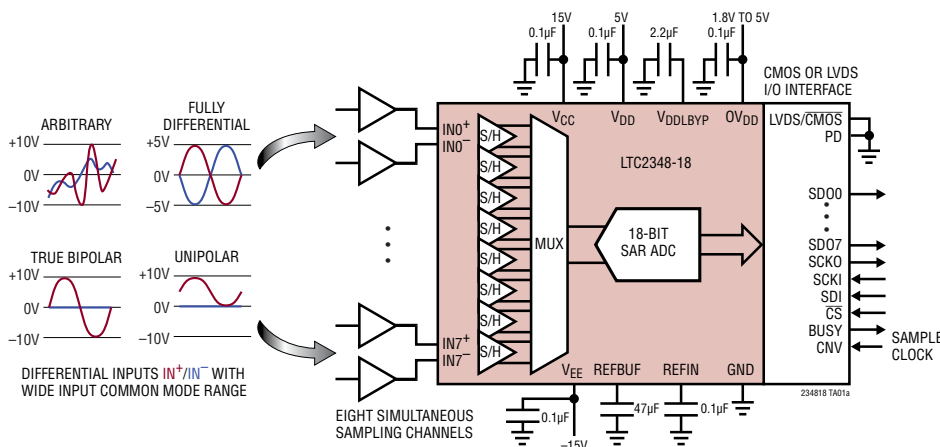 15V
5V
1.8V TO 5V
0.1µF
0.1µF
2.2µF
0.1µF
CMOS OR LVDS
I/O INTERFACE
ARBITRARY
FULLY
DIFFERENTIAL
+10V
0V
−10V
+5V
0V
−5V
TRUE BIPOLAR
UNIPOLAR
+10V
0V
−10V
+10V
0V
−10V
DIFFERENTIAL INPUTS IN+/IN− WITH
WIDE INPUT COMMON MODE RANGE
IN0+
IN0−
IN7+
IN7−
EIGHT SIMULTANEOUS
SAMPLING CHANNELS
S/H
S/H
S/H
S/H
S/H
S/H
S/H
S/H
MUX
VCC
VDD
VDDLBYP
OVDD
LTC2348-18
18-BIT
SAR ADC
VEE
REFBUF
REFIN
GND
0.1µF
47µF
0.1µF
−15V
LVDS/CMOS
PD
SDO0
SDO7
SCKO
SCKI
SDI
CS
BUSY
CNV
SAMPLE
CLOCK
234818 TA01a